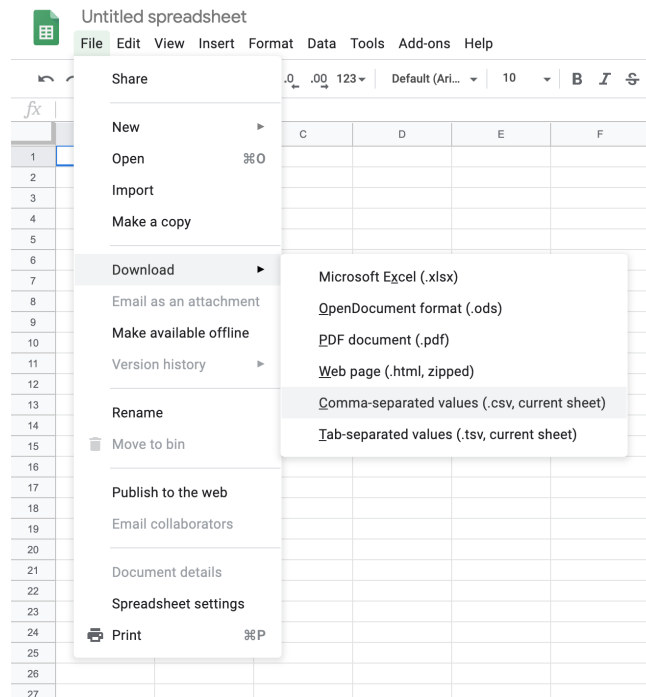 Untitled spreadsheet
File Edit View Insert Format Data Tools Add-ons Help
.0 .00 123 Default (Ari... 10 B I S
fx
C D E F
Share
New
Open ⌘O
Import
Make a copy
Download
Email as an attachment
Make available offline
Version history
Rename
Move to bin
Publish to the web
Email collaborators
Document details
Spreadsheet settings
Print ⌘P
Microsoft Excel (.xlsx)
OpenDocument format (.ods)
PDF document (.pdf)
Web page (.html, zipped)
Comma-separated values (.csv, current sheet)
Tab-separated values (.tsv, current sheet)
1
2
3
4
5
6
7
8
9
10
11
12
13
14
15
16
17
18
19
20
21
22
23
24
25
26
27